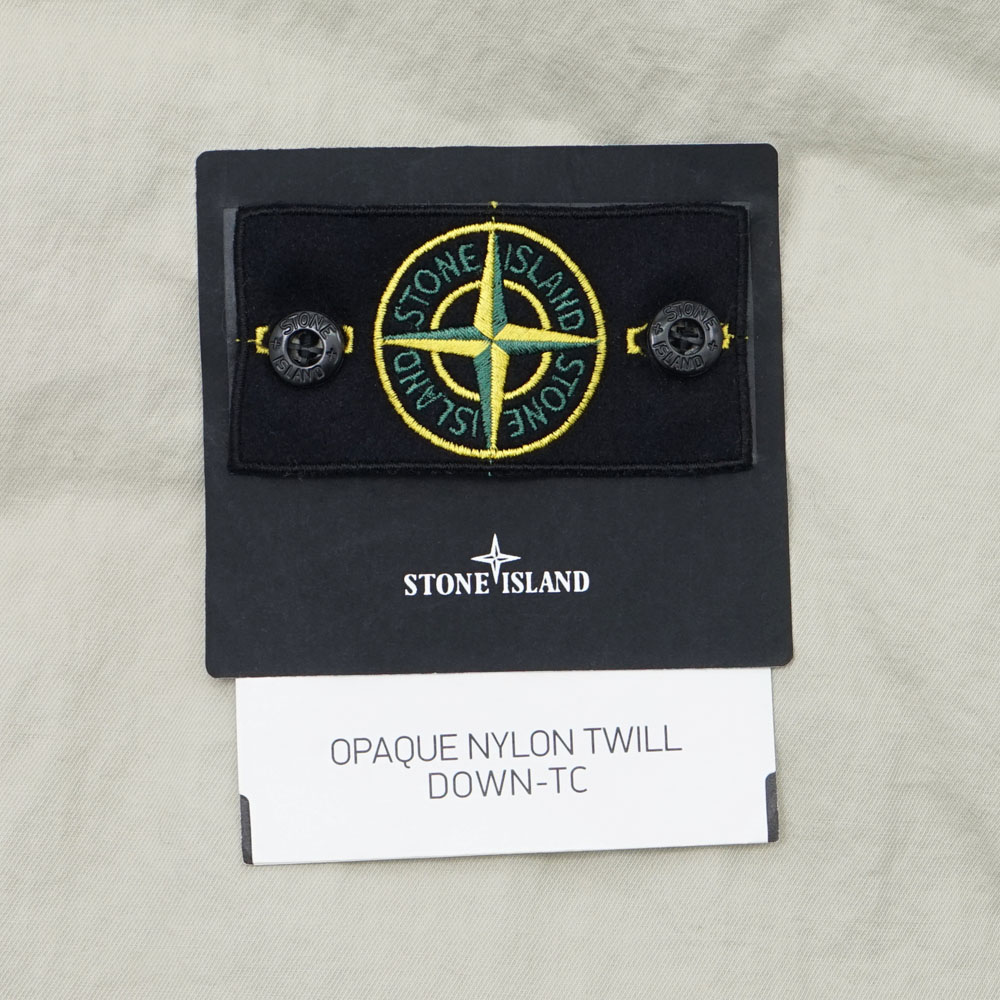 STONE ISLAND
STONE ISLAND
STONE
ISLAND
STONE
ISLAND
STONE ISLAND
OPAQUE NYLON TWILL
DOWN-TC